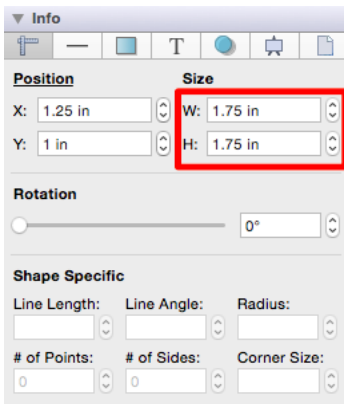 Info
T
Position Size
X: 1.25 in W: 1.75 in
Y: 1 in H: 1.75 in
Rotation
0°
Shape Specific
Line Length: Line Angle: Radius:
# of Points: # of Sides: Corner Size:
0 0